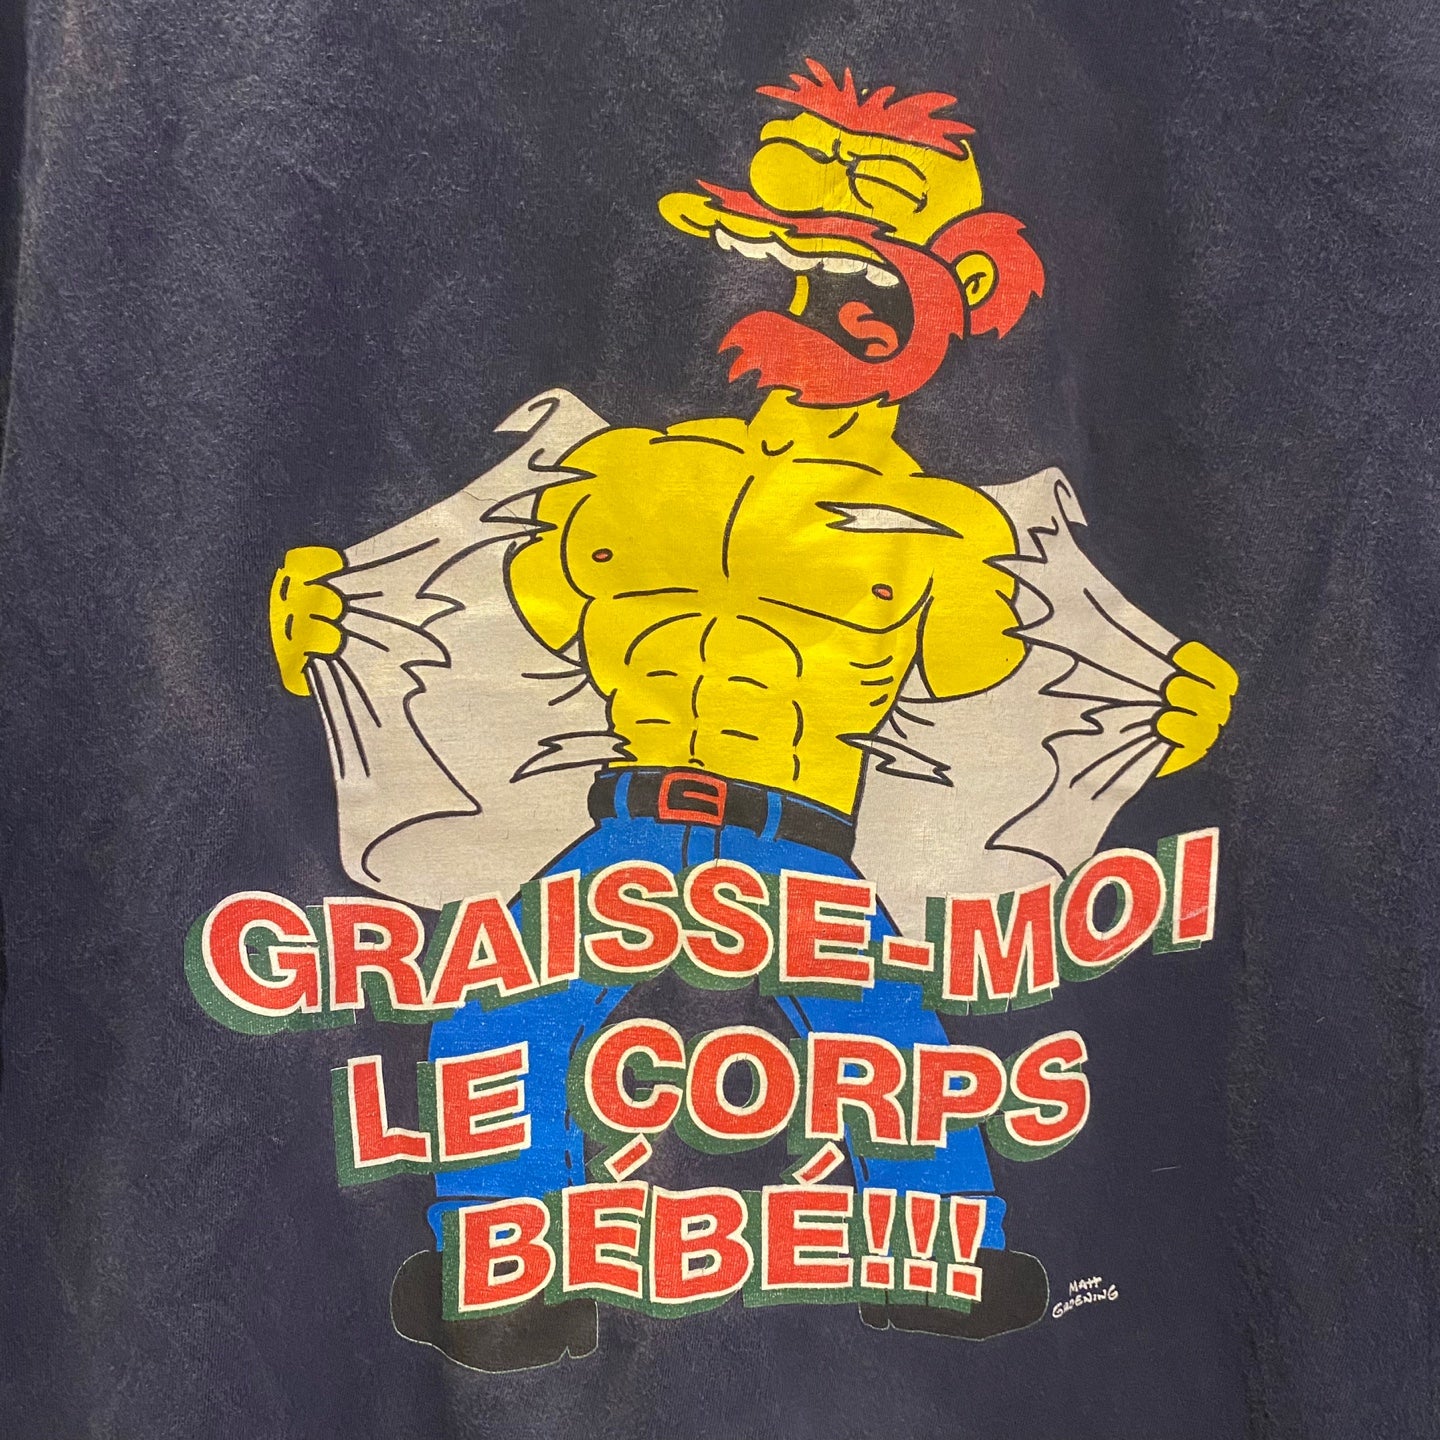 GRAISSE-MOI
LE CORPS
BÉBÉ!!!
MATT
GROENING